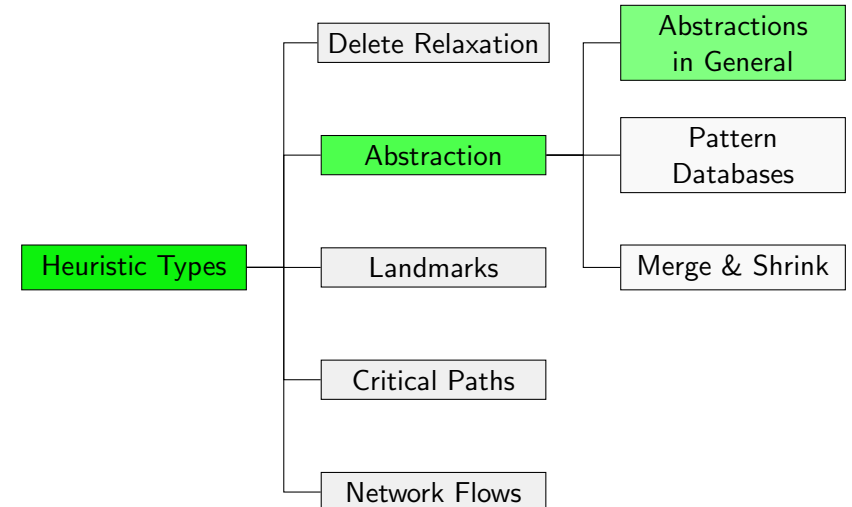 Heuristic Types
Delete Relaxation
Abstraction
Landmarks
Critical Paths
Network Flows
Abstractions
in General
Pattern
Databases
Merge & Shrink